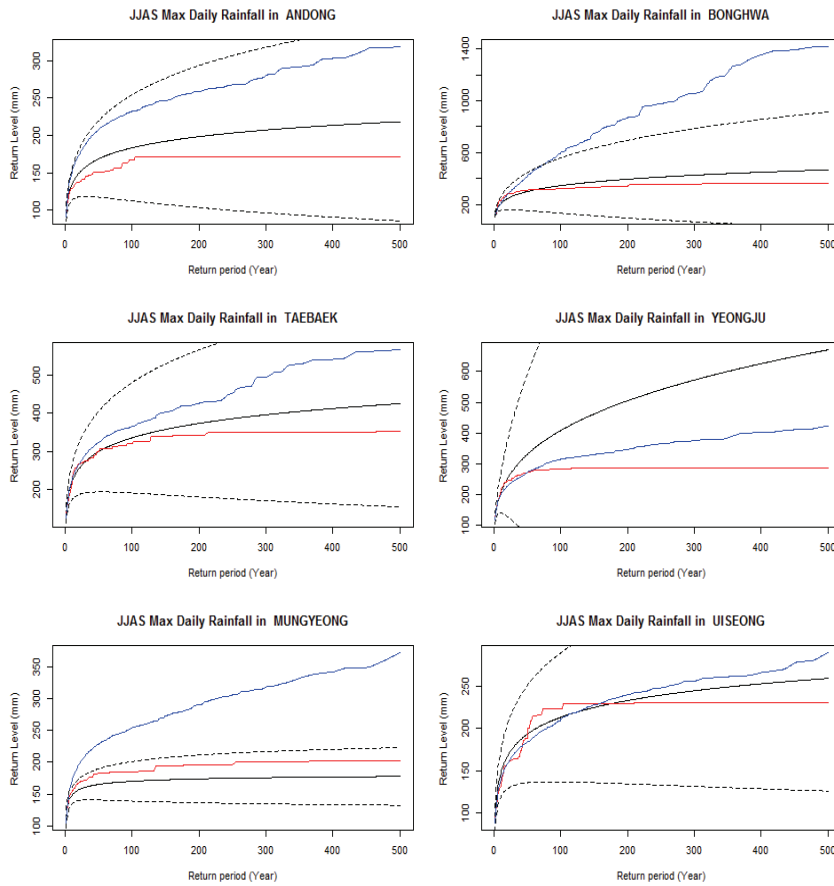 JJAS Max Daily Rainfall in ANDONG
Return Level (mm)
300
250
200
150
100
0 100 200 300 400 500
Return period (Year)
JJAS Max Daily Rainfall in BONGHWA
Return Level (mm)
1400
1000
600
200
0 100 200 300 400 500
Return period (Year)
JJAS Max Daily Rainfall in TAEBAEK
Return Level (mm)
500
400
300
200
0 100 200 300 400 500
Return period (Year)
JJAS Max Daily Rainfall in YEONGJU
Return Level (mm)
600
500
400
300
200
100
0 100 200 300 400 500
Return period (Year)
JJAS Max Daily Rainfall in MUNGYEONG
Return Level (mm)
350
300
250
200
150
100
0 100 200 300 400 500
Return period (Year)
JJAS Max Daily Rainfall in UISEONG
Return Level (mm)
250
200
150
100
0 100 200 300 400 500
Return period (Year)